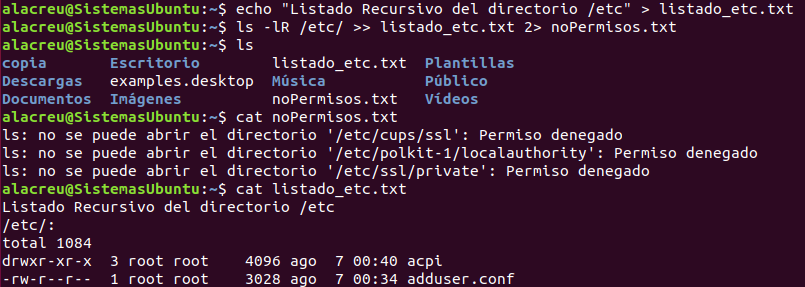 alacreu@SistemasUbuntu:~$ echo "Listado Recursivo del directorio /etc" > listado_etc.txt
alacreu@SistemasUbuntu:~$ ls -lR /etc/ >> listado_etc.txt 2> noPermisos.txt
alacreu@SistemasUbuntu:~$ ls
copia       Escritorio        listado_etc.txt  Plantillas
Descargas   examples.desktop  Música           Público
Documentos  Imágenes          noPermisos.txt   Vídeos
alacreu@SistemasUbuntu:~$ cat noPermisos.txt
ls: no se puede abrir el directorio '/etc/cups/ssl': Permiso denegado
ls: no se puede abrir el directorio '/etc/polkit-1/localauthority': Permiso denegado
ls: no se puede abrir el directorio '/etc/ssl/private': Permiso denegado
alacreu@SistemasUbuntu:~$ cat listado_etc.txt
Listado Recursivo del directorio /etc
/etc/:
total 1084
drwxr-xr-x  3 root root    4096 ago  7 00:40 acpi
-rw-r--r--  1 root root    3028 ago  7 00:34 adduser.conf